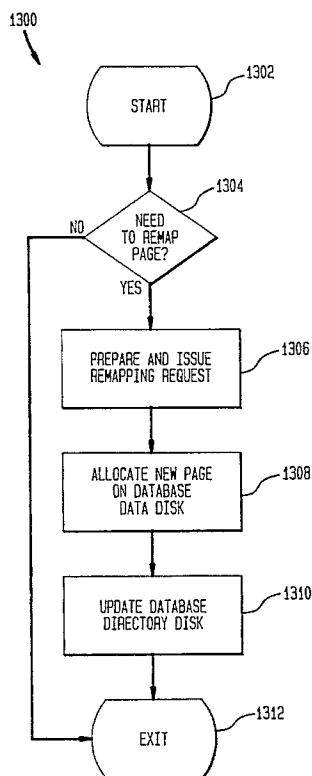 1300
START
1302
NEED
TO REMAP
PAGE?
1304
NO
YES
PREPARE AND ISSUE
REMAPPING REQUEST
1306
ALLOCATE NEW PAGE
ON DATABASE
DATA DISK
1308
UPDATE DATABASE
DIRECTORY DISK
1310
EXIT
1312